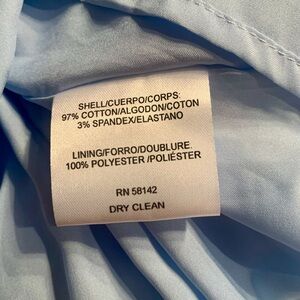 SHELL/CUERPO/CORPS:
97% COTTON/ALGODON/COTON
3% SPANDEX/ELASTANO
LINING/FORRO/DOUBLURE.
100% POLYESTER /POLIÉSTER
RN 58142
DRY CLEAN